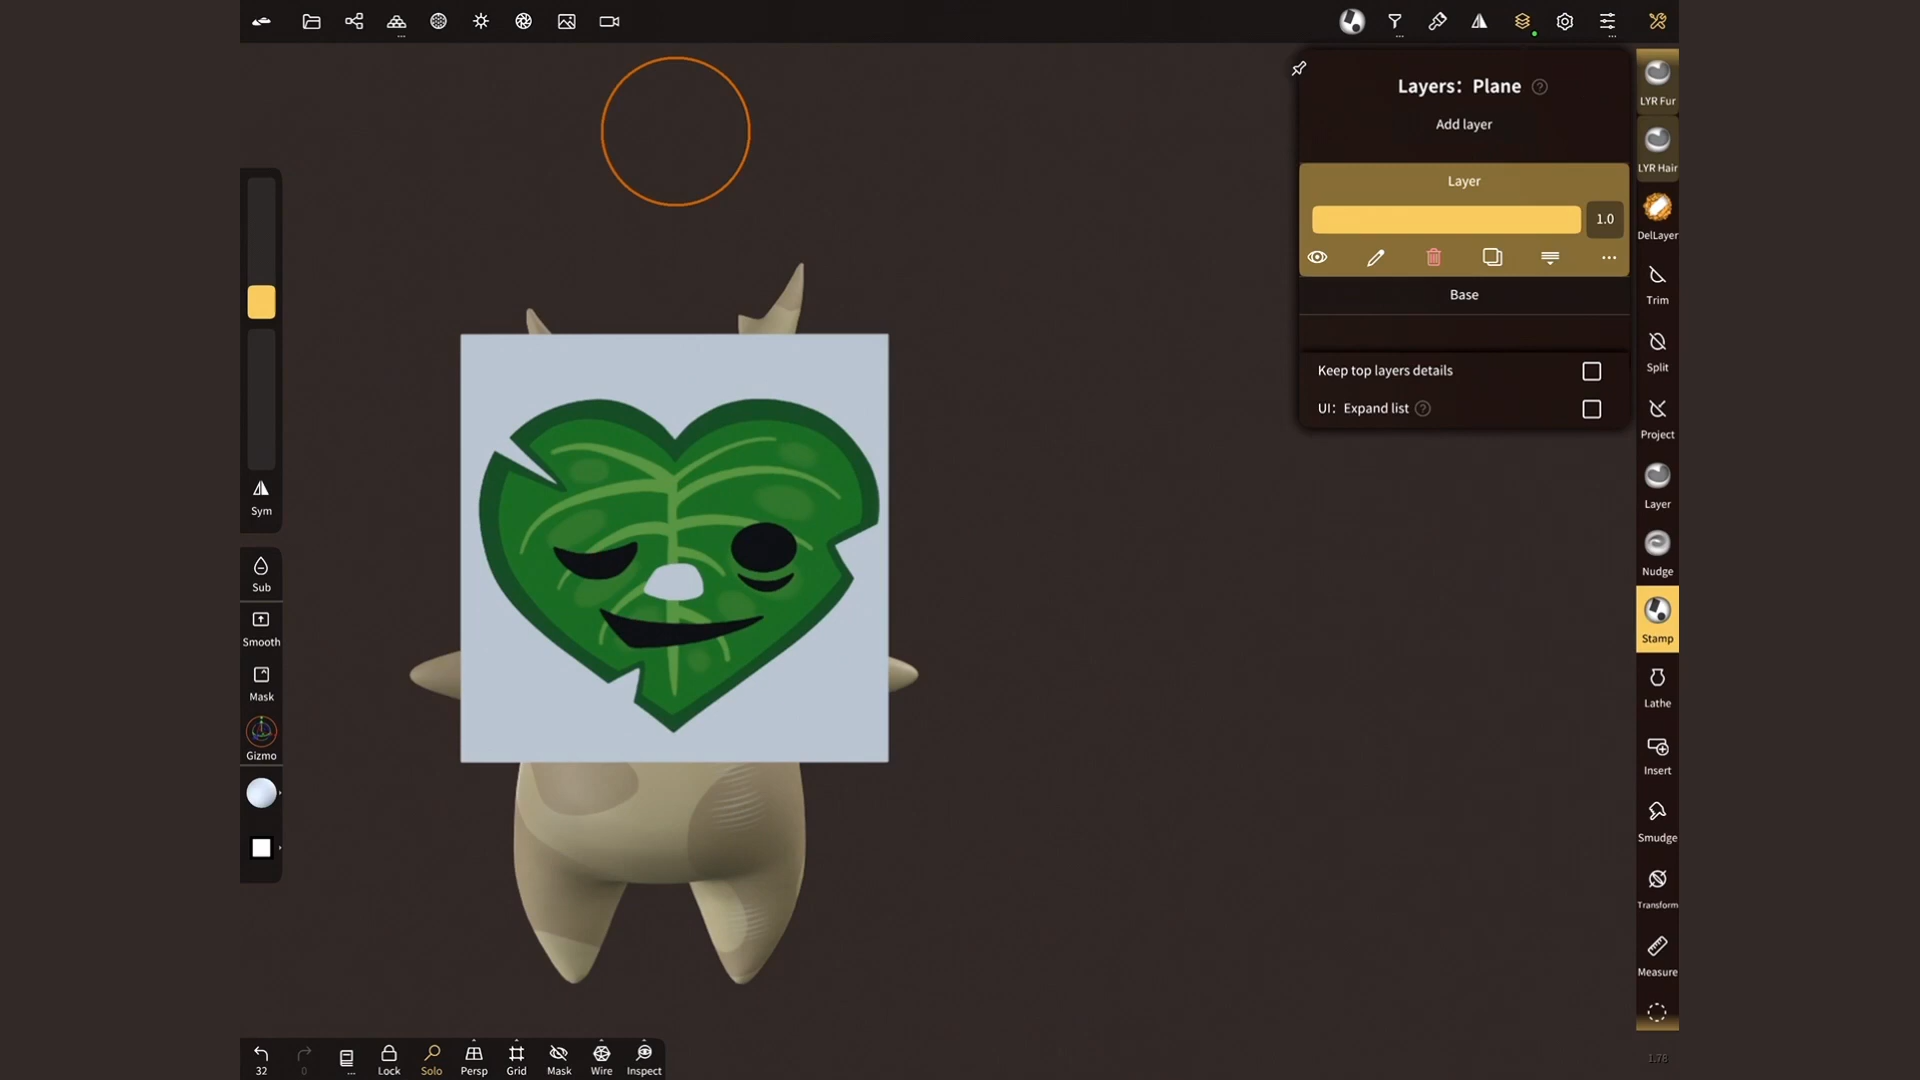 Layers: Plane
Add layer
Layer
1.0
Base
Keep top layers details
UI: Expand list
LYR Fur
LYR Hair
DelLayer
Trim
Split
Project
Layer
Nudge
Stamp
Lathe
Insert
Smudge
Transform
Measure
1.78
Sym
Sub
Smooth
Mask
Gizmo
32
0
Lock
Solo
Persp
Grid
Mask
Wire
Inspect